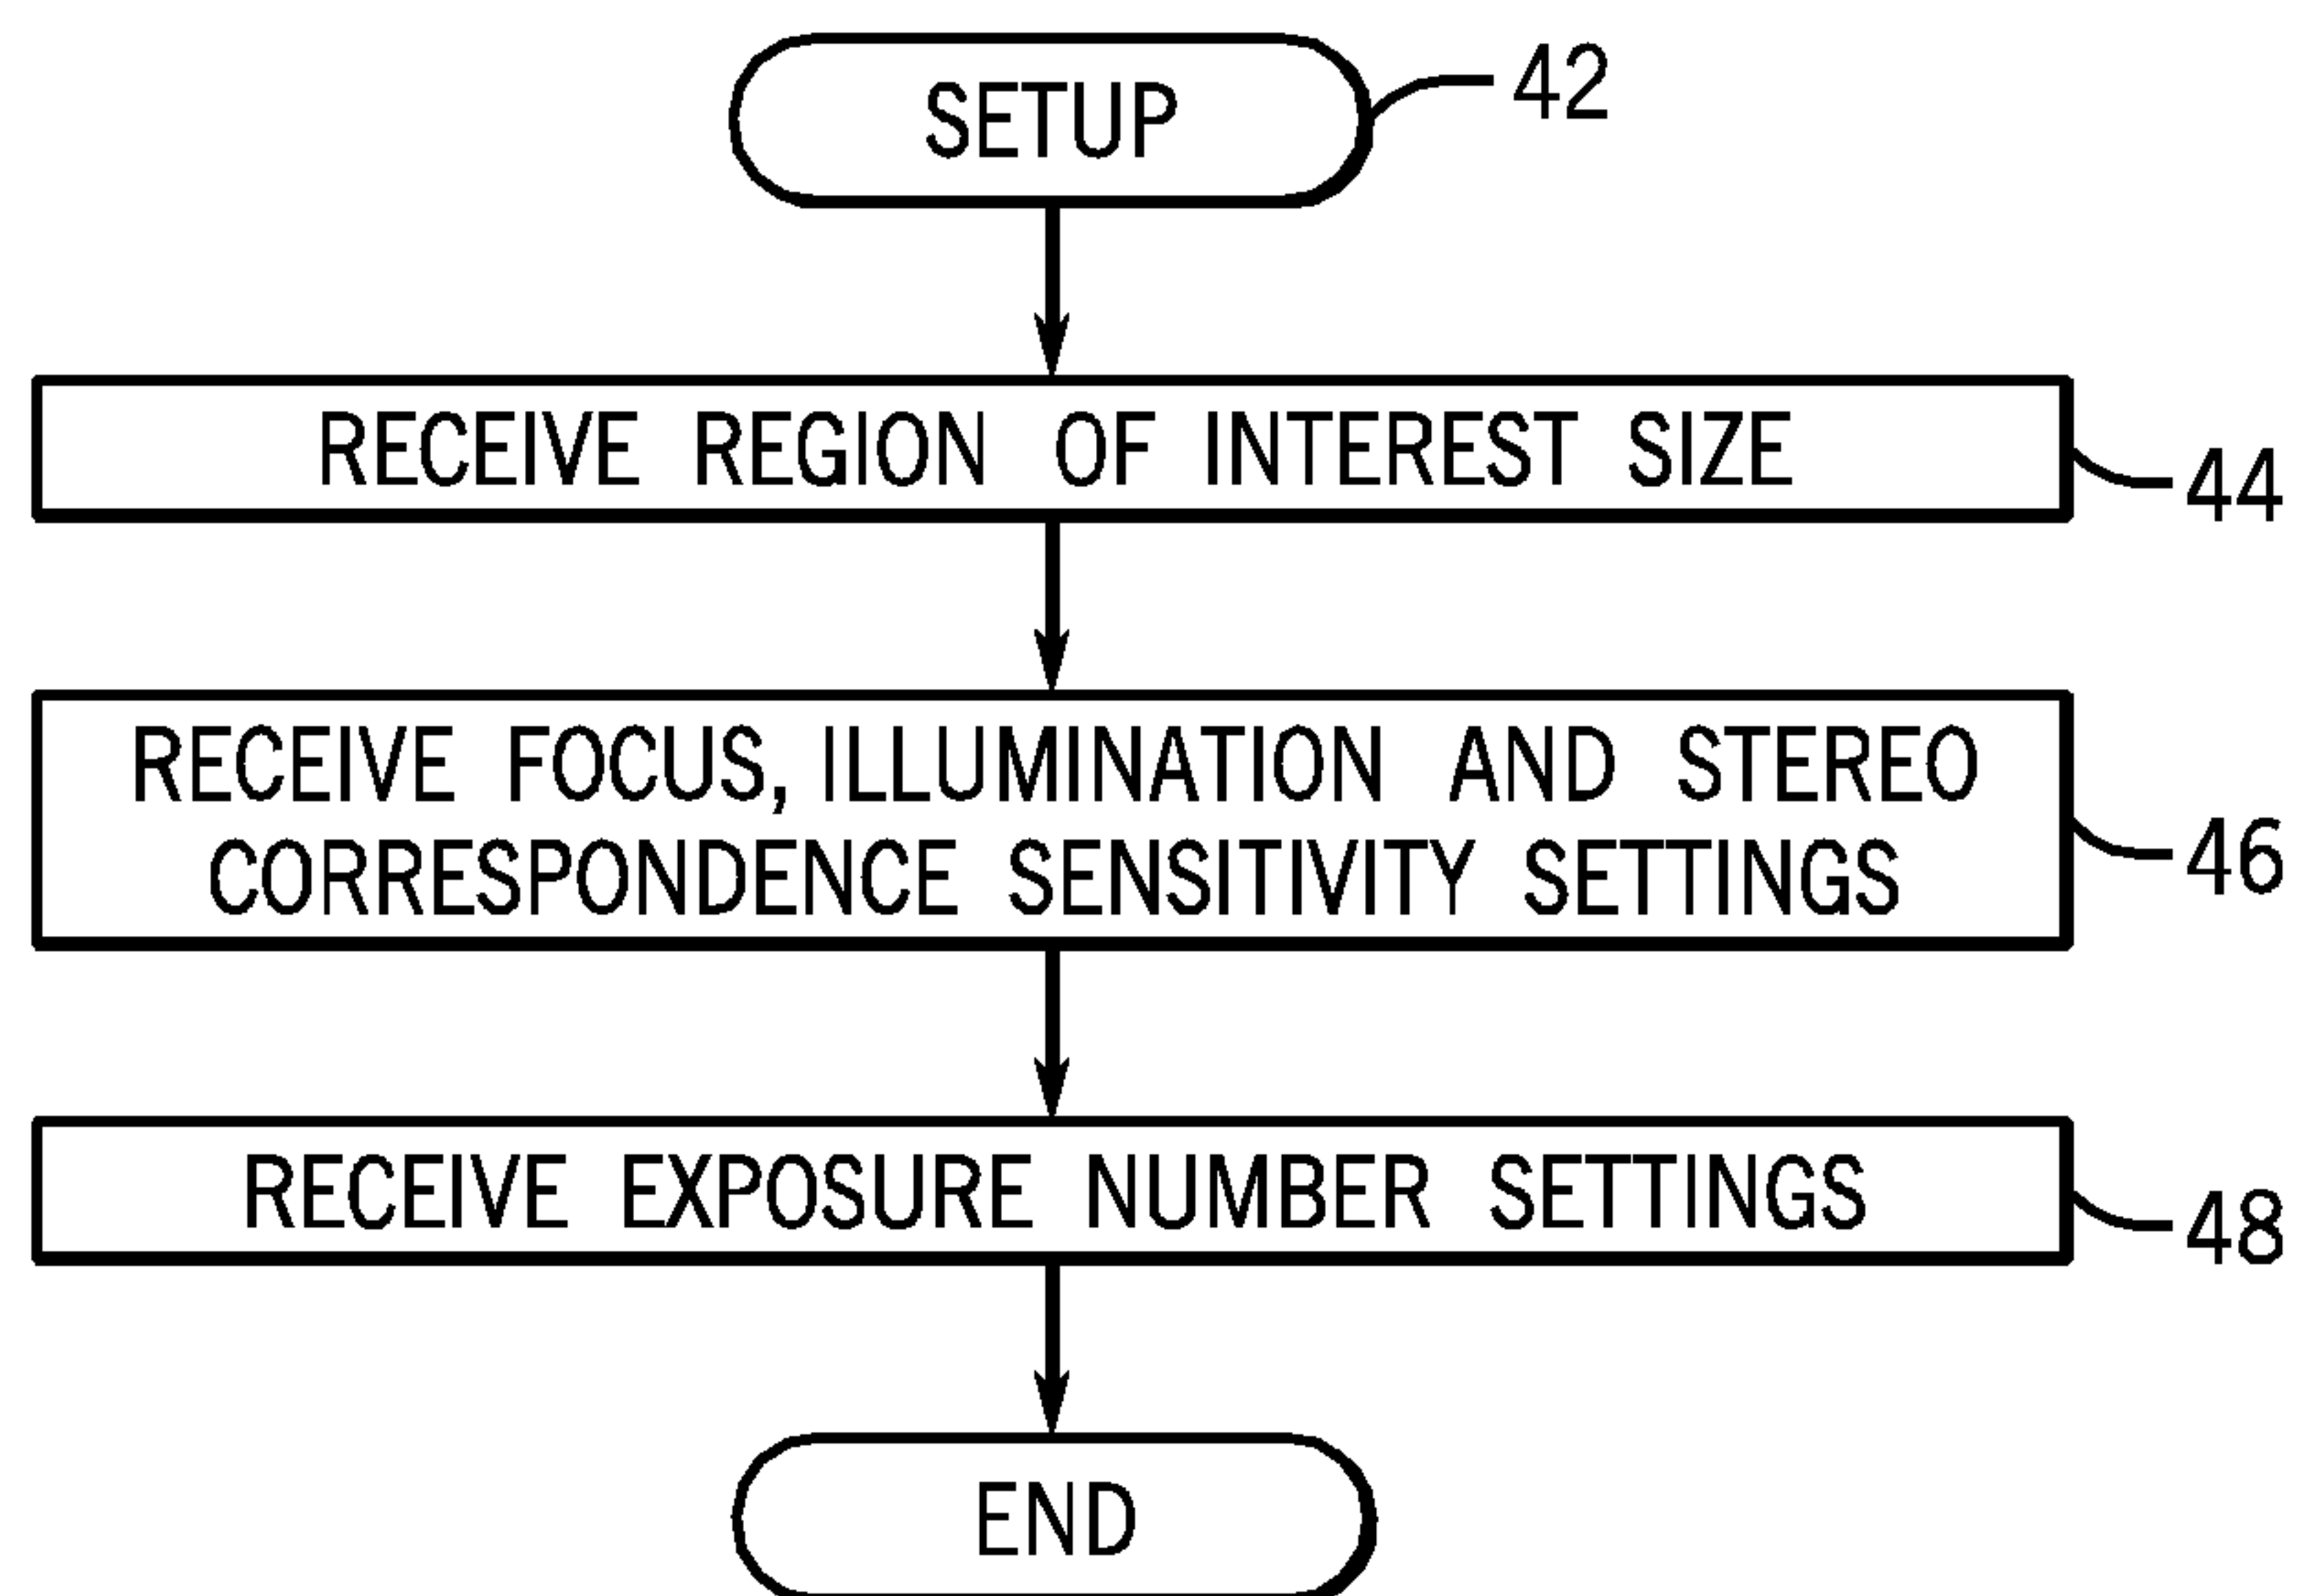 SETUP
42
RECEIVE REGION OF INTEREST SIZE
44
RECEIVE FOCUS, ILLUMINATION AND STEREO
CORRESPONDENCE SENSITIVITY SETTINGS
46
RECEIVE EXPOSURE NUMBER SETTINGS
48
END